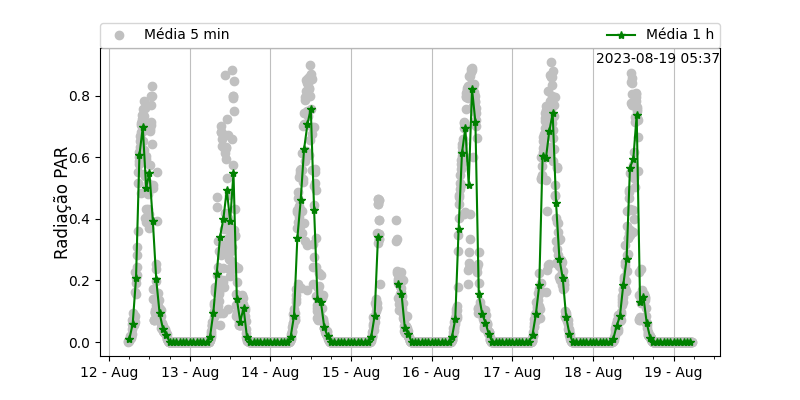 Média 5 min
Média 1 h
2023-08-19 05:37
Radiação PAR
0.8
0.6
0.4
0.2
0.0
12 - Aug
13 - Aug
14 - Aug
15 - Aug
16 - Aug
17 - Aug
18 - Aug
19 - Aug